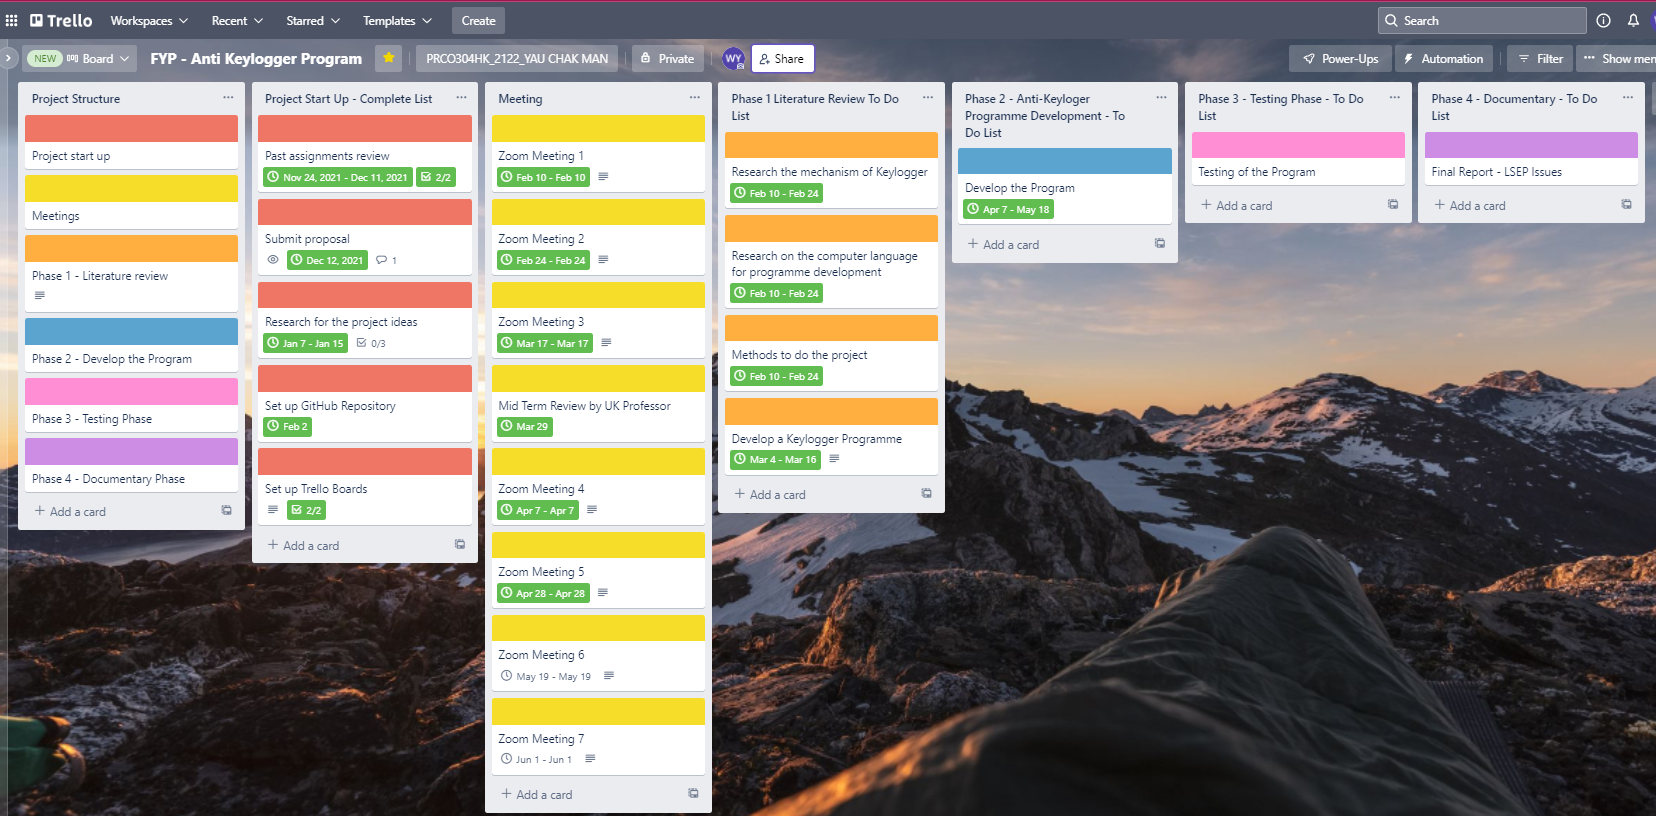 Trello
Workspaces
Recent
Starred
Templates
Create
Search
NEW
Board
FYP - Anti Keylogger Program
PRCO304HK_2122_YAU CHAK MAN
Private
WY
Share
Power-Ups
Automation
Filter
Show men
Project Structure
Project start up
Meetings
Phase 1 - Literature review
Phase 2 - Develop the Program
Phase 3 - Testing Phase
Phase 4 - Documentary Phase
+ Add a card
Project Start Up - Complete List
Past assignments review
Nov 24, 2021 - Dec 11, 2021
2/2
Submit proposal
Dec 12, 2021
1
Research for the project ideas
Jan 7 - Jan 15
0/3
Set up GitHub Repository
Feb 2
Set up Trello Boards
2/2
+ Add a card
Meeting
Zoom Meeting 1
Feb 10 - Feb 10
Zoom Meeting 2
Feb 24 - Feb 24
Zoom Meeting 3
Mar 17 - Mar 17
Mid Term Review by UK Professor
Mar 29
Zoom Meeting 4
Apr 7 - Apr 7
Zoom Meeting 5
Apr 28 - Apr 28
Zoom Meeting 6
May 19 - May 19
Zoom Meeting 7
Jun 1 - Jun 1
+ Add a card
Phase 1 Literature Review To Do
List
Research the mechanism of Keylogger
Feb 10 - Feb 24
Research on the computer language
for programme development
Feb 10 - Feb 24
Methods to do the project
Feb 10 - Feb 24
Develop a Keylogger Programme
Mar 4 - Mar 16
+ Add a card
Phase 2 - Anti-Keyloger
Programme Development - To
Do List
Develop the Program
Apr 7 - May 18
+ Add a card
Phase 3 - Testing Phase - To Do
List
Testing of the Program
+ Add a card
Phase 4 - Documentary - To Do
List
Final Report - LSEP Issues
+ Add a card